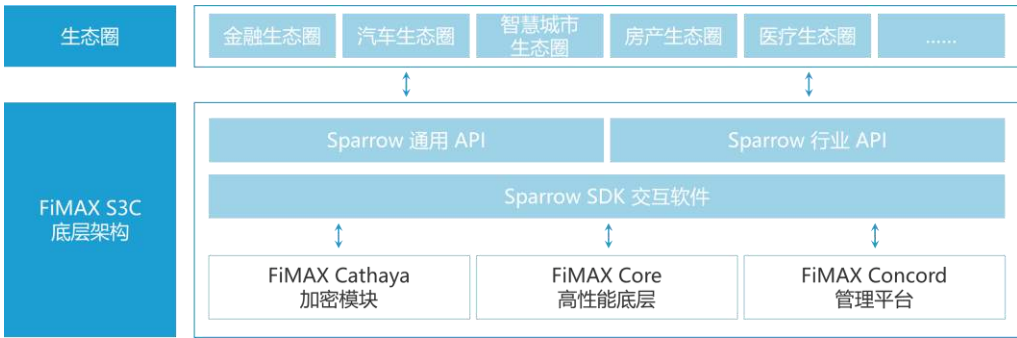 生态圈
金融生态圈
汽车生态圈
智慧城市
生态圈
房产生态圈
医疗生态圈
......
FiMAX S3C
底层架构
Sparrow 通用 API
Sparrow 行业 API
Sparrow SDK 交互软件
FiMAX Cathaya
加密模块
FiMAX Core
高性能底层
FiMAX Concord
管理平台